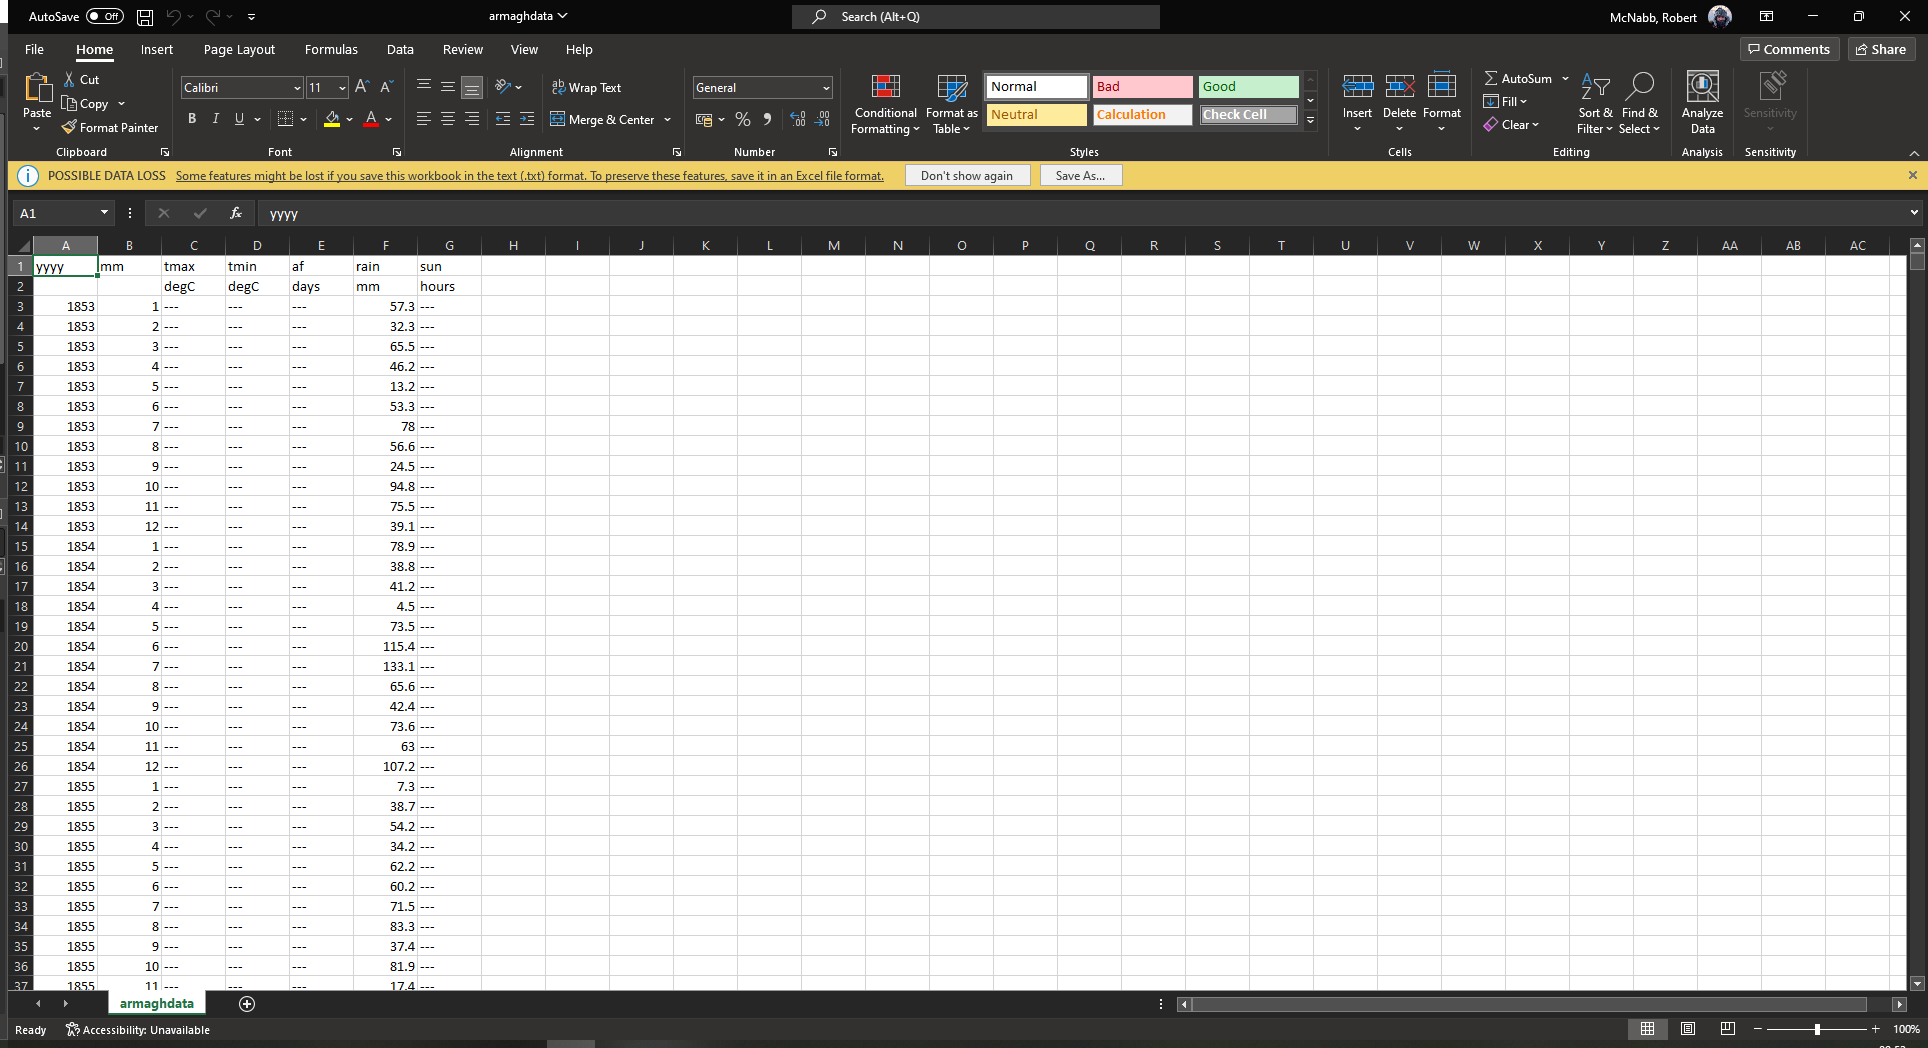 AutoSave Off armaghdata Search (Alt+Q) McNabb, Robert
File Home Insert Page Layout Formulas Data Review View Help Comments Share
Paste Cut Copy Format Painter Clipboard
Calibri 11 B I U Font
ab Wrap Text Merge & Center Alignment
General % Number
Conditional Formatting Format as Table Normal Bad Good Neutral Calculation Check Cell Styles
Insert Delete Format Cells
AutoSum Fill Clear Sort & Filter Find & Select Editing
Analyze Data Analysis
Sensitivity Sensitivity
POSSIBLE DATA LOSS Some features might be lost if you save this workbook in the text (.txt) format. To preserve these features, save it in an Excel file format. Don't show again Save As...
A1 fx yyyy
A B C D E F G H I J K L M N O P Q R S T U V W X Y Z AA AB AC
1 yyyy mm tmax tmin af rain sun
2 degC degC days mm hours
3 1853 1 --- --- --- 57.3 ---
4 1853 2 --- --- --- 32.3 ---
5 1853 3 --- --- --- 65.5 ---
6 1853 4 --- --- --- 46.2 ---
7 1853 5 --- --- --- 13.2 ---
8 1853 6 --- --- --- 53.3 ---
9 1853 7 --- --- --- 78 ---
10 1853 8 --- --- --- 56.6 ---
11 1853 9 --- --- --- 24.5 ---
12 1853 10 --- --- --- 94.8 ---
13 1853 11 --- --- --- 75.5 ---
14 1853 12 --- --- --- 39.1 ---
15 1854 1 --- --- --- 78.9 ---
16 1854 2 --- --- --- 38.8 ---
17 1854 3 --- --- --- 41.2 ---
18 1854 4 --- --- --- 4.5 ---
19 1854 5 --- --- --- 73.5 ---
20 1854 6 --- --- --- 115.4 ---
21 1854 7 --- --- --- 133.1 ---
22 1854 8 --- --- --- 65.6 ---
23 1854 9 --- --- --- 42.4 ---
24 1854 10 --- --- --- 73.6 ---
25 1854 11 --- --- --- 63 ---
26 1854 12 --- --- --- 107.2 ---
27 1855 1 --- --- --- 7.3 ---
28 1855 2 --- --- --- 38.7 ---
29 1855 3 --- --- --- 54.2 ---
30 1855 4 --- --- --- 34.2 ---
31 1855 5 --- --- --- 62.2 ---
32 1855 6 --- --- --- 60.2 ---
33 1855 7 --- --- --- 71.5 ---
34 1855 8 --- --- --- 83.3 ---
35 1855 9 --- --- --- 37.4 ---
36 1855 10 --- --- --- 81.9 ---
37 1855 11 --- --- --- 17.4 ---
armaghdata
Ready Accessibility: Unavailable 100%